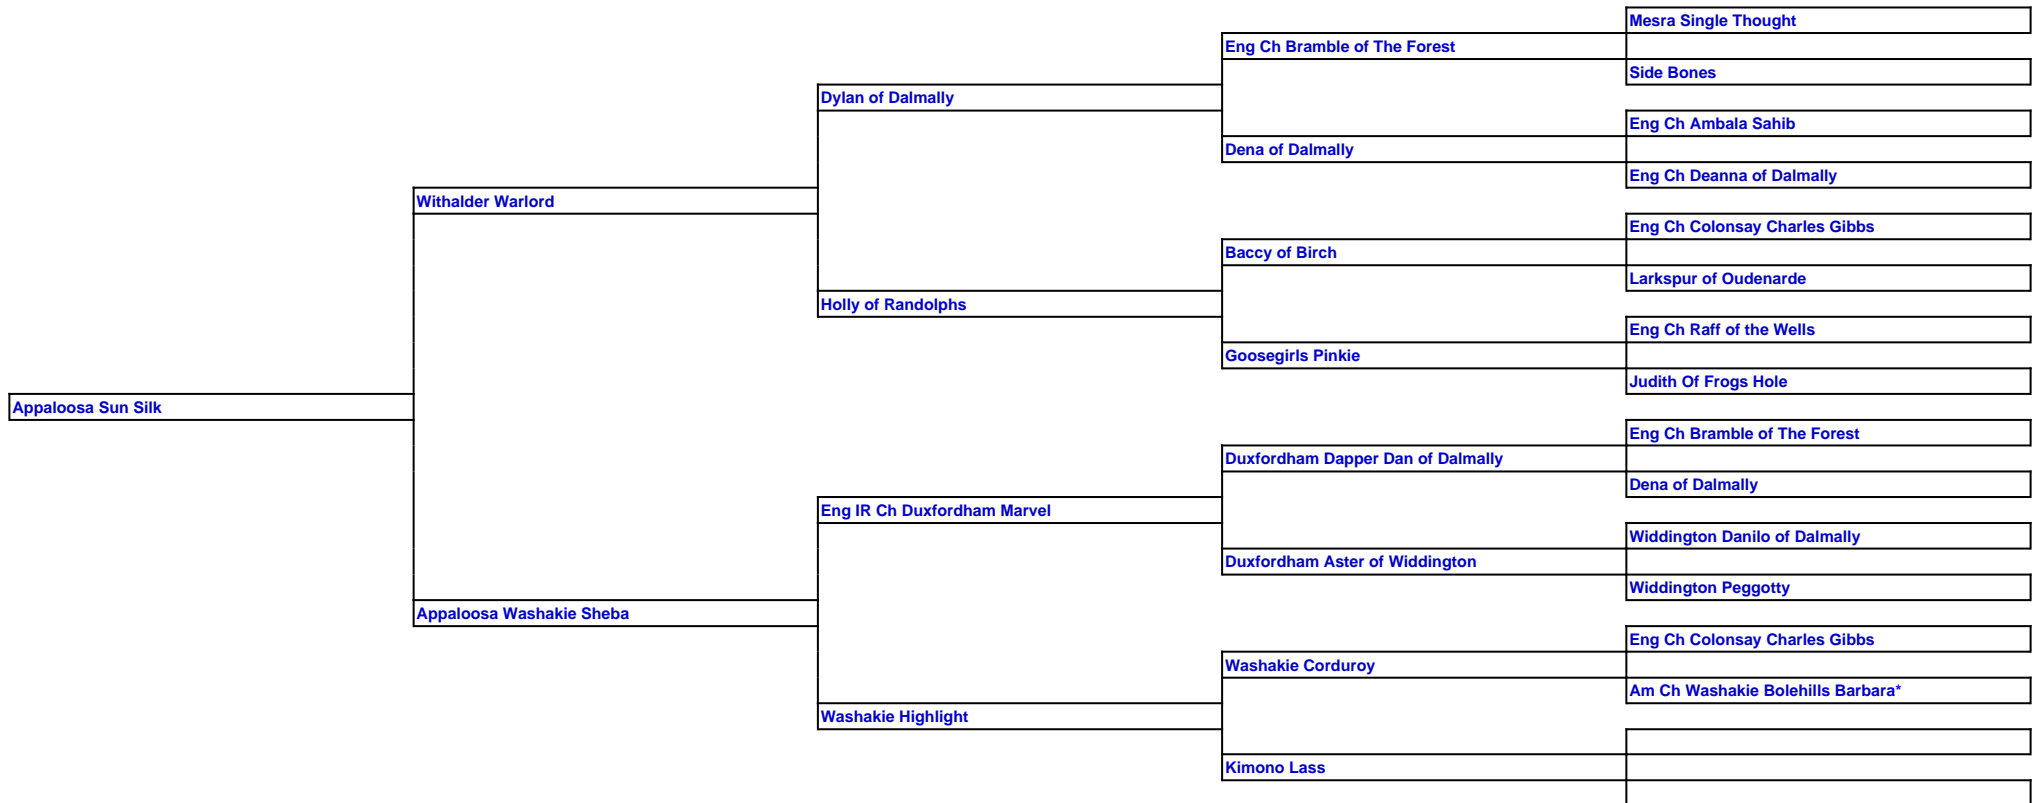 Mesra Single Thought
Eng Ch Bramble of The Forest
Side Bones
Dylan of Dalmally
Eng Ch Ambala Sahib
Dena of Dalmally
Eng Ch Deanna of Dalmally
Withalder Warlord
Eng Ch Colonsay Charles Gibbs
Baccy of Birch
Larkspur of Oudenarde
Holly of Randolphs
Eng Ch Raff of the Wells
Goosegirls Pinkie
Judith Of Frogs Hole
Appaloosa Sun Silk
Eng Ch Bramble of The Forest
Duxfordham Dapper Dan of Dalmally
Dena of Dalmally
Eng IR Ch Duxfordham Marvel
Widdington Danilo of Dalmally
Duxfordham Aster of Widdington
Widdington Peggotty
Appaloosa Washakie Sheba
Eng Ch Colonsay Charles Gibbs
Washakie Corduroy
Am Ch Washakie Bolehills Barbara*
Washakie Highlight
Kimono Lass